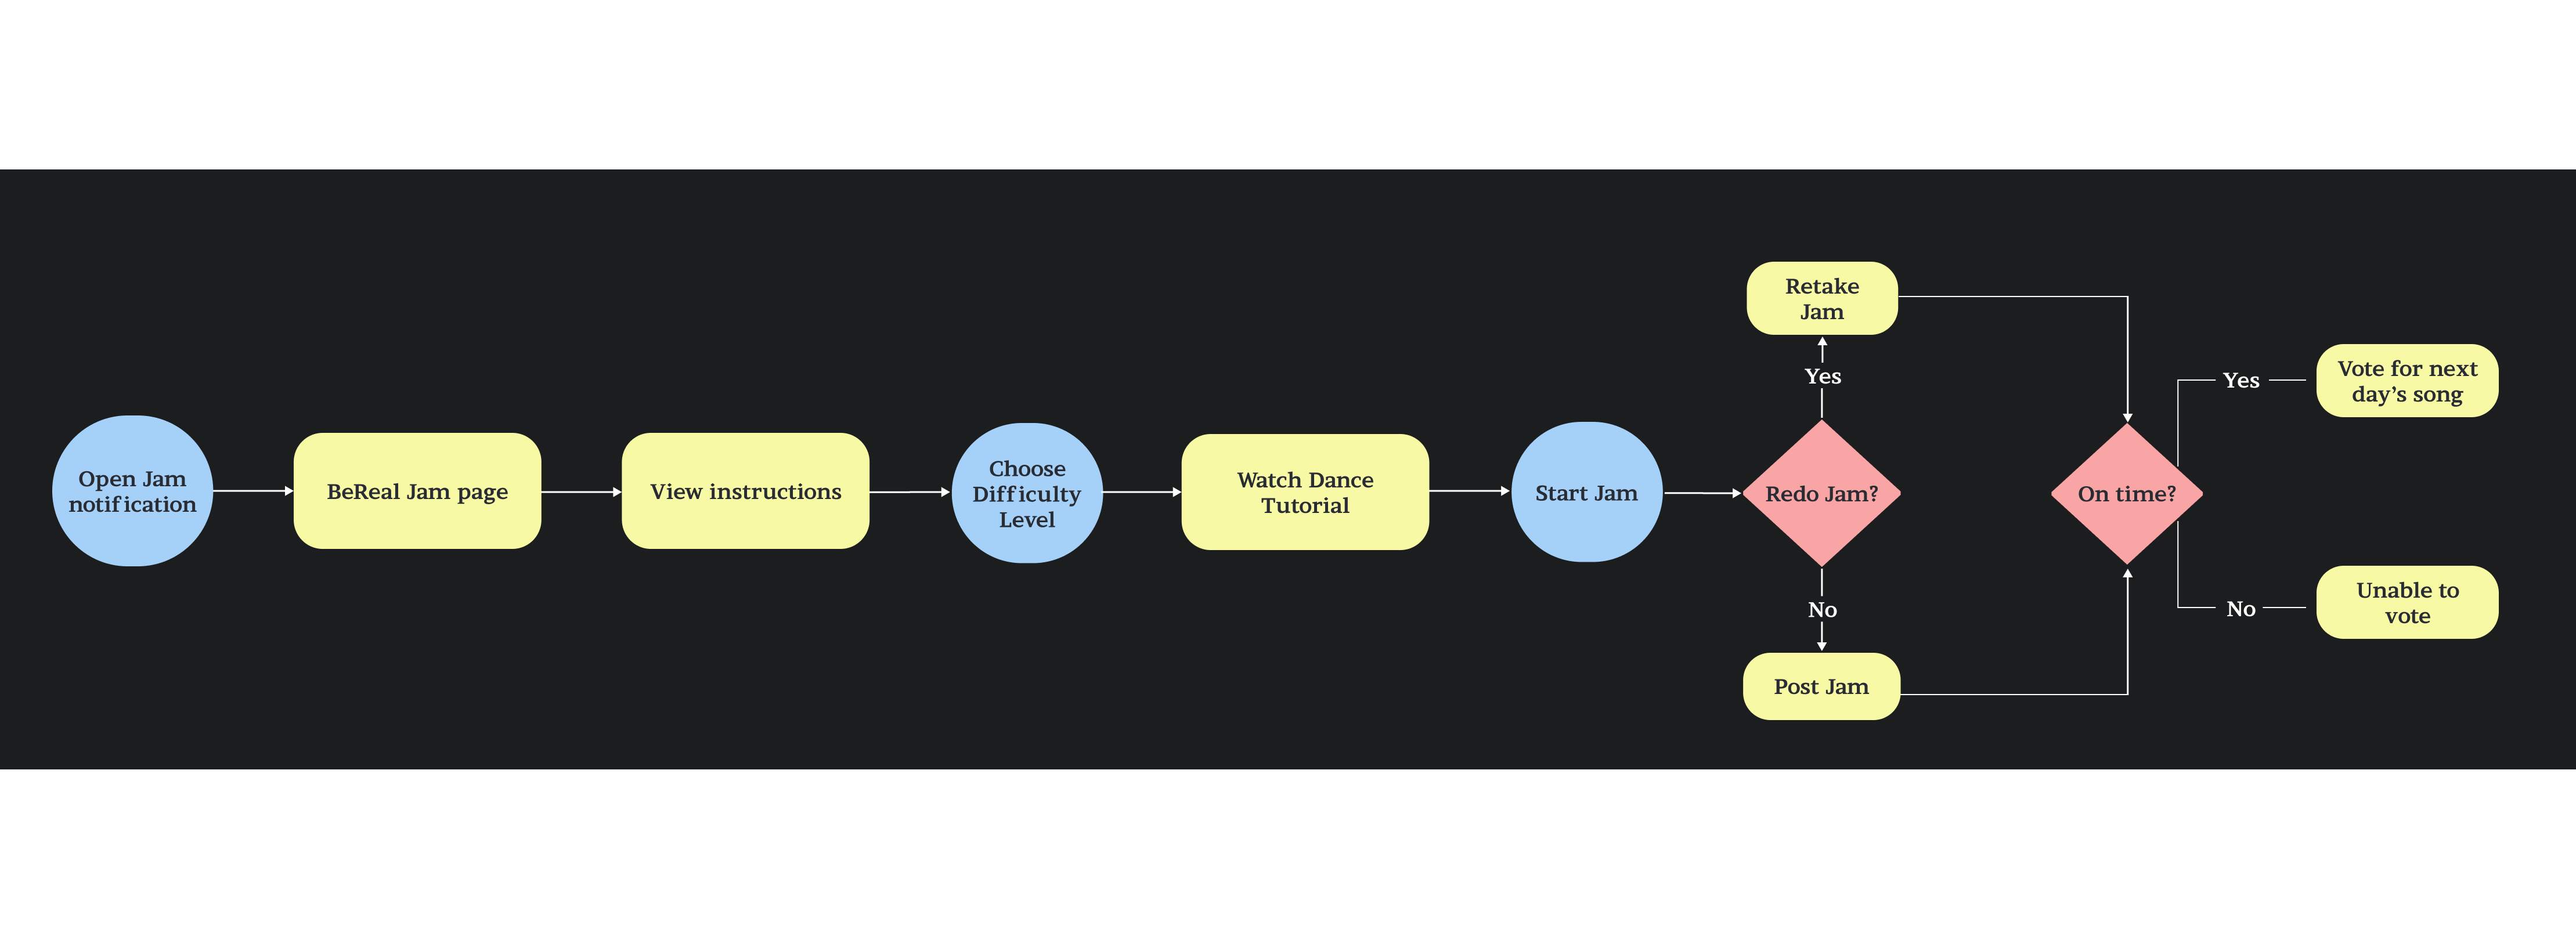 Open Jam
notification
BeReal Jam page
View instructions
Choose
Difficulty
Level
Watch Dance
Tutorial
Start Jam
Redo Jam?
Yes
Retake
Jam
No
Post Jam
On time?
Yes
Vote for next
day's song
No
Unable to
vote